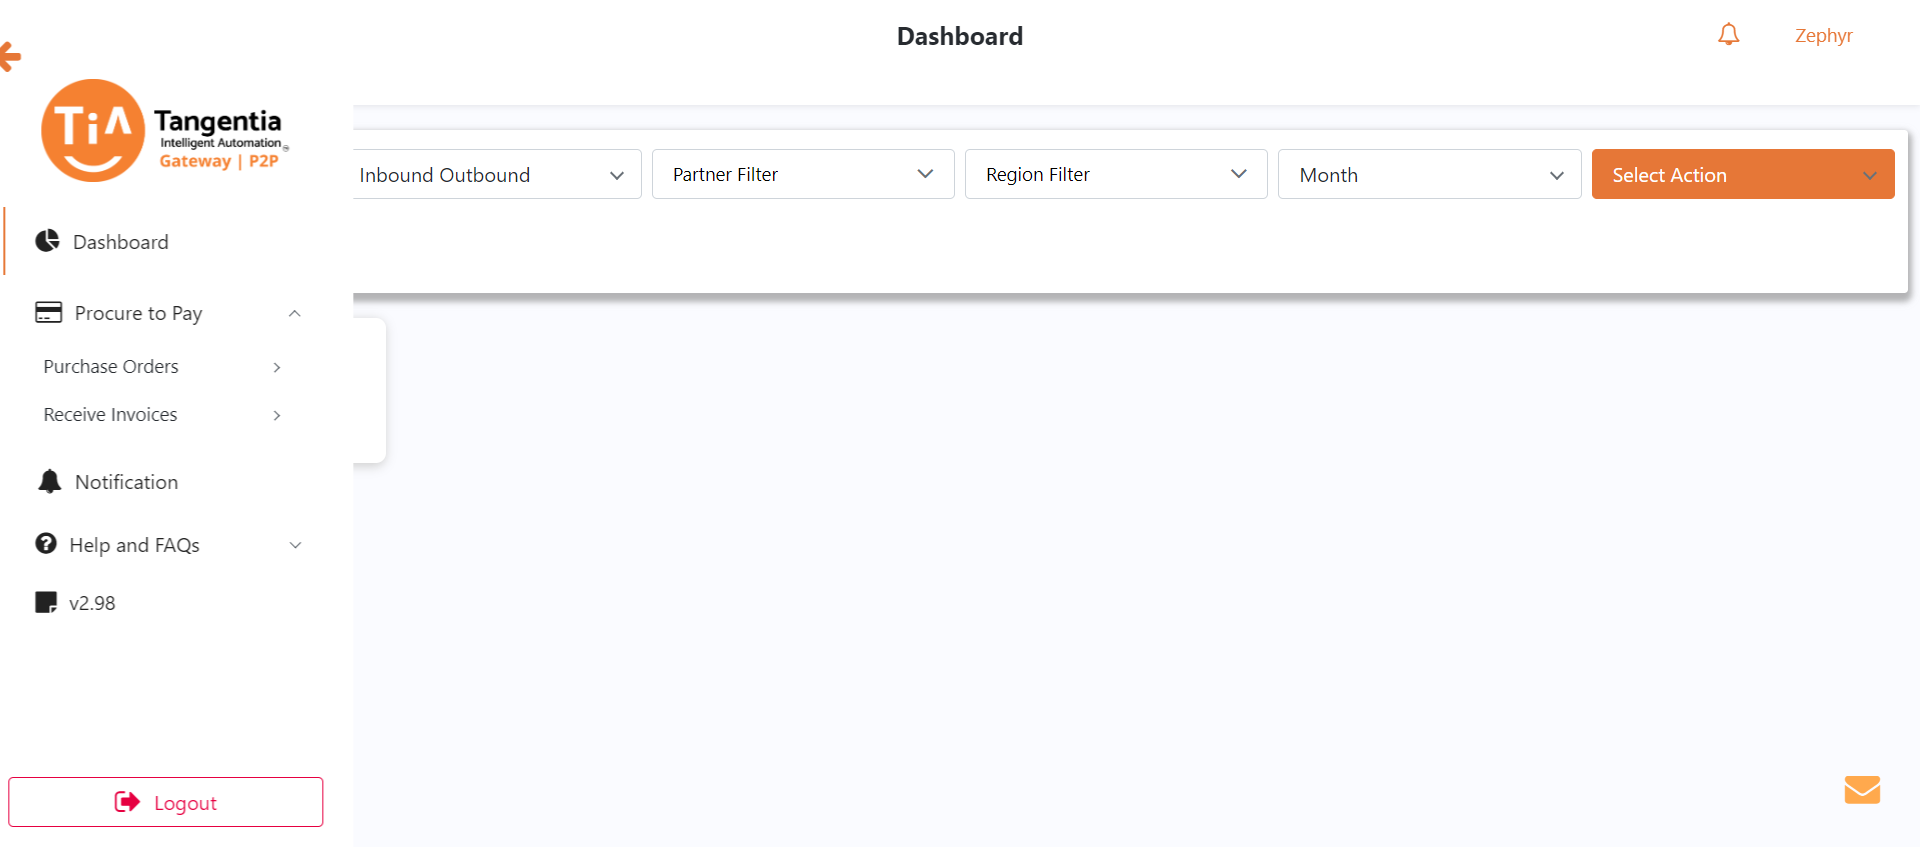 Dashboard
Zephyr
TiA
Tangentia
Intelligent Automation
Gateway | P2P
Inbound Outbound
Partner Filter
Region Filter
Month
Select Action
Dashboard
Procure to Pay
Purchase Orders
Receive Invoices
Notification
Help and FAQs
v2.98
Logout